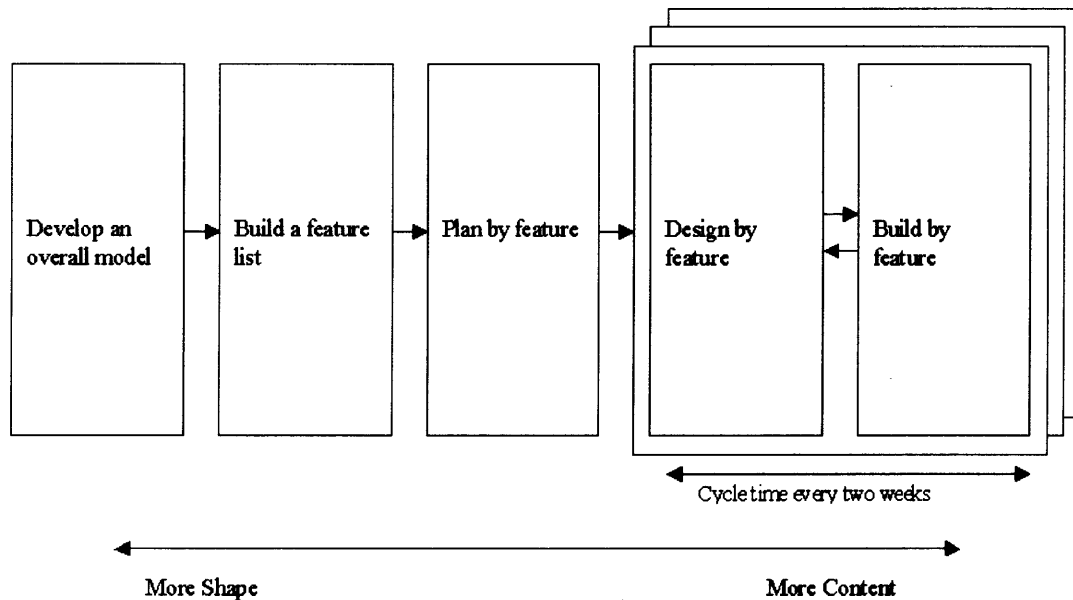 Develop an
overall model
Build a feature
list
Plan by feature
Design by
feature
Build by
feature
Cycle time every two weeks
More Shape
More Content